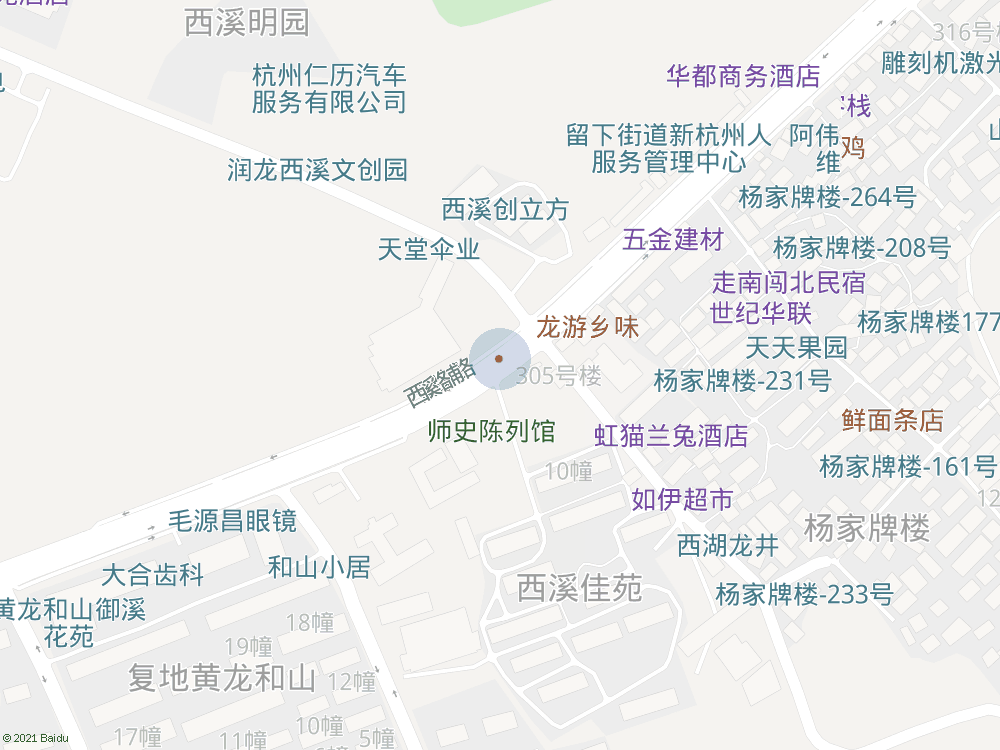 西溪明园
316号
雕刻机激光
杭州仁历汽车
服务有限公司
华都商务酒店
栈
留下街道新杭州人
服务管理中心
阿伟
维
鸡
润龙西溪文创园
杨家牌楼-264号
西溪创立方
天堂伞业
五金建材
杨家牌楼-208号
走南闯北民宿
世纪华联
龙游乡味
杨家牌楼177
天天果园
305号楼
杨家牌楼-231号
鲜面条店
师史陈列馆
虹猫兰兔酒店
10幢
杨家牌楼-161号
如伊超市
12
毛源昌眼镜
杨家牌楼
西湖龙井
大合齿科
和山小居
西溪佳苑
杨家牌楼-233号
黄龙和山御溪
花苑
18幢
19幢
复地黄龙和山
12幢
17幢
11幢
10幢
5幢
© 2021 Baidu